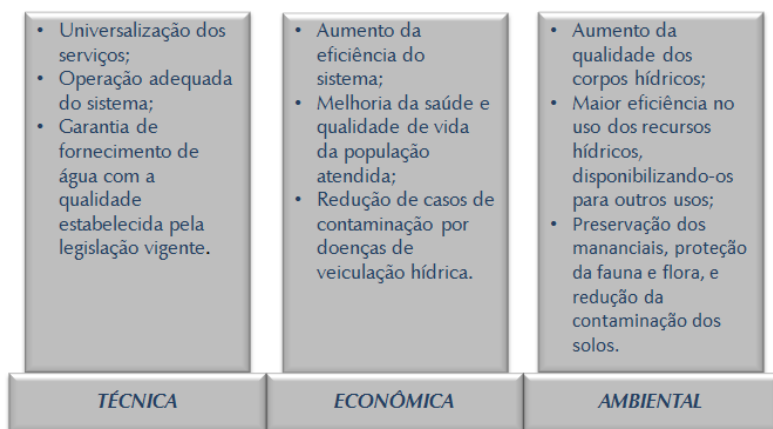 • Universalização dos
serviços;
• Operação adequada
do sistema;
• Garantia de
fornecimento de
água com a
qualidade
estabelecida pela
legislação vigente.
• Aumento da
eficiência do
sistema;
• Melhoria da saúde e
qualidade de vida
da população
atendida;
• Redução de casos de
contaminação por
doenças de
veiculação hídrica.
• Aumento da
qualidade dos
corpos hídricos;
• Maior eficiência no
uso dos recursos
hídricos,
disponibilizando-os
para outros usos;
• Preservação dos
mananciais, proteção
da fauna e flora, e
redução da
contaminação dos
solos.
TÉCNICA
ECONÔMICA
AMBIENTAL